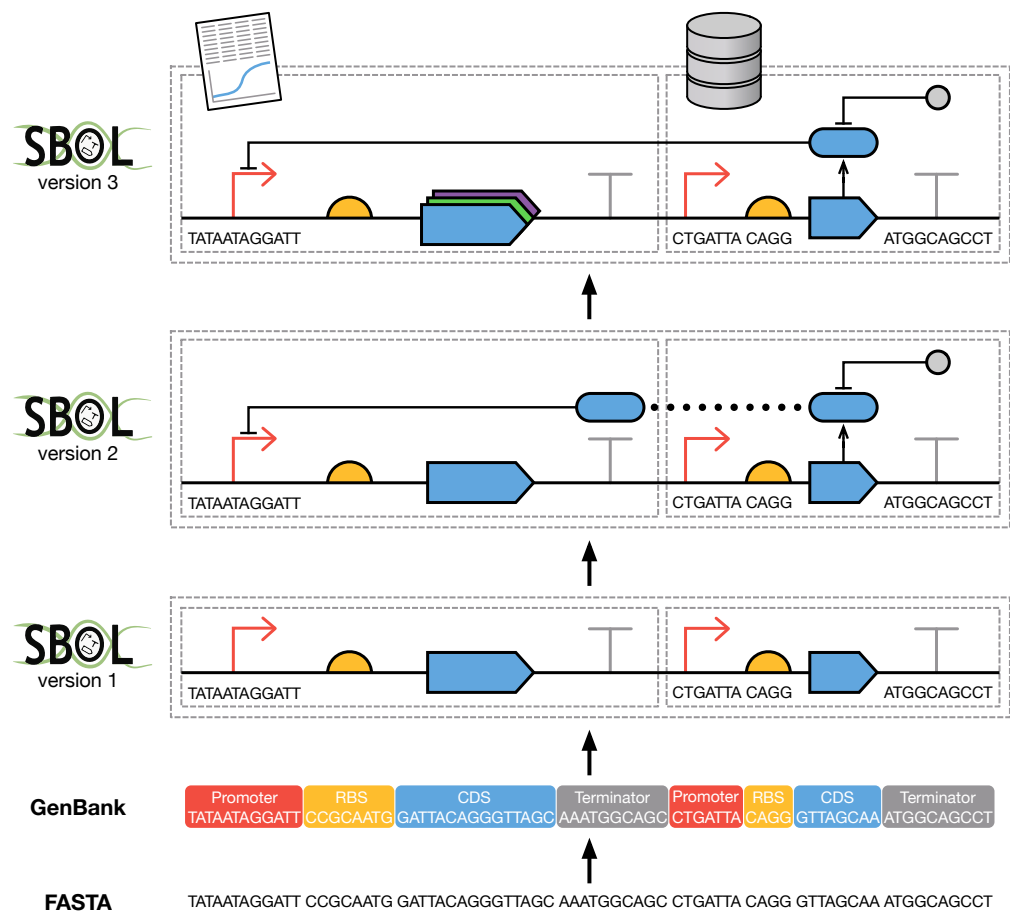 SBOL
version 3
TATAATAGGATT
CTGATTA CAGG
ATGGCAGCCT
SBOL
version 2
TATAATAGGATT
CTGATTA CAGG
ATGGCAGCCT
SBOL
version 1
TATAATAGGATT
CTGATTA CAGG
ATGGCAGCCT
GenBank
Promoter RBS CDS Terminator Promoter RBS CDS Terminator
TATAATAGGATT CCGCAATG GATTACAGGGTTAGC AAATGGCAGC CTGATTA CAGG GTTAGCAA ATGGCAGCCT
FASTA
TATAATAGGATT CCGCAATG GATTACAGGGTTAGC AAATGGCAGC CTGATTA CAGG GTTAGCAA ATGGCAGCCT